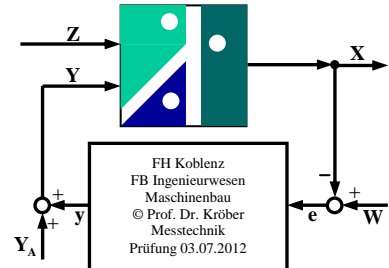 Z
X
Y
FH Koblenz
FB Ingenieurwesen
Maschinenbau
© Prof. Dr. Kröber
Messtechnik
Prüfung 03.07.2012
−
+
+
y
e
+
W
Y_A